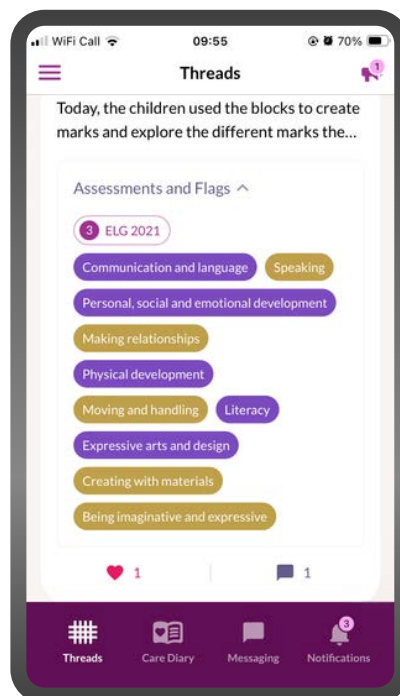 WiFi Call 09:55 70%
Threads 1
Today, the children used the blocks to create
marks and explore the different marks the...
Assessments and Flags
3 ELG 2021
Communication and language Speaking
Personal, social and emotional development
Making relationships
Physical development
Moving and handling Literacy
Expressive arts and design
Creating with materials
Being imaginative and expressive
1 1
3
Threads Care Diary Messaging Notifications